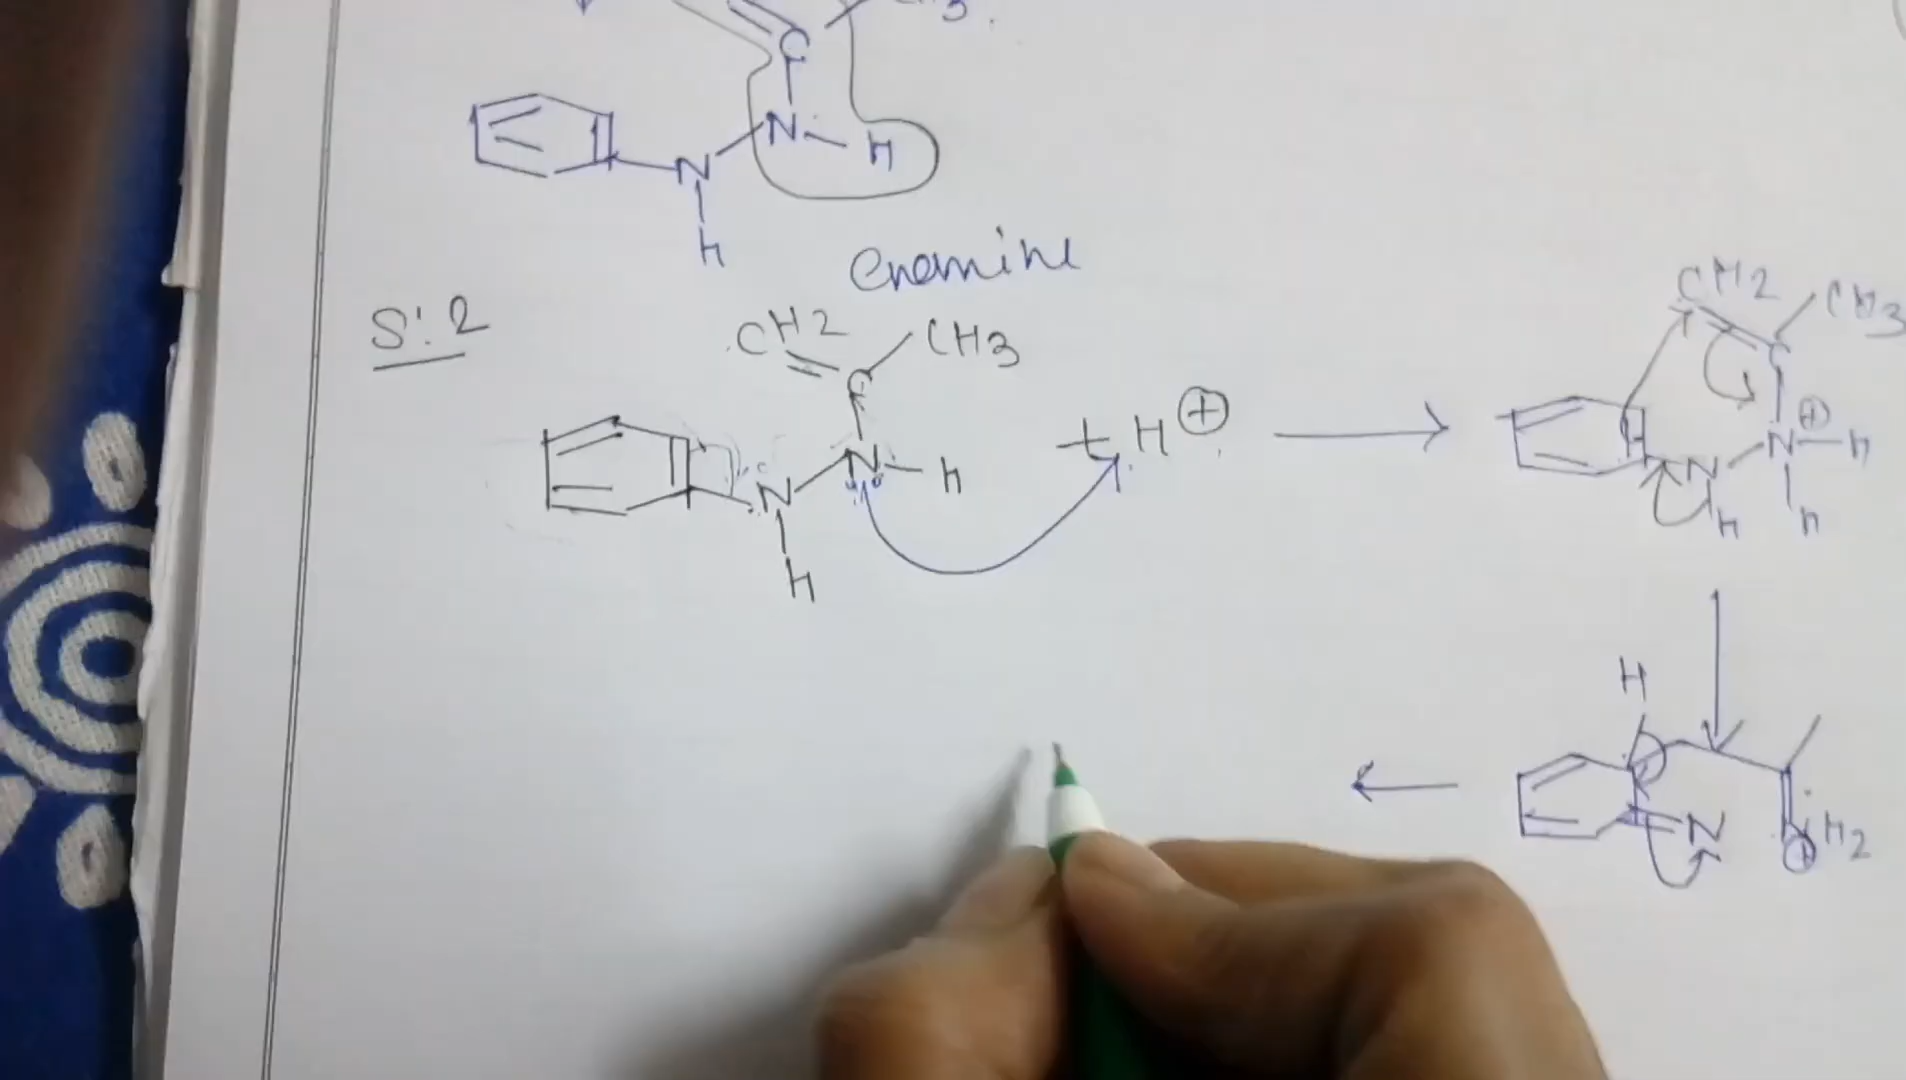 CH3.
C
N H
N
H
Enamine
S:2
CH2 CH3
C
N H
N
H
+ H ⊕
CH2 CH3
C
⊕
N H
N
H H
H
N ⊕ H2